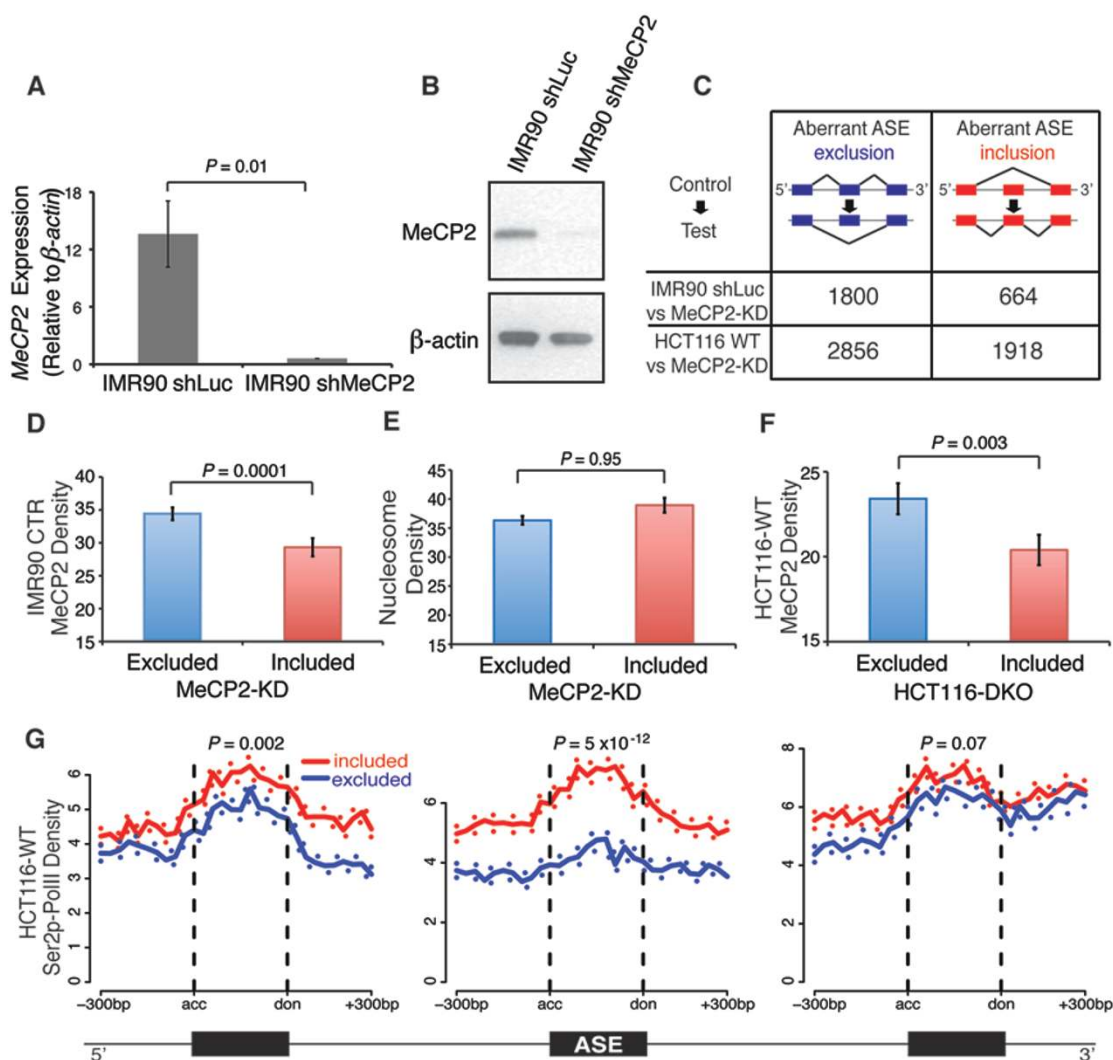 A
P = 0.01
MeCP2 Expression
(Relative to β-actin)
18
12
6
0
IMR90 shLuc
IMR90 shMeCP2
B
IMR90 shLuc
IMR90 shMeCP2
MeCP2
β-actin
C
Control
Test
Aberrant ASE
exclusion
Aberrant ASE
inclusion
5’
3’
5’
3’
IMR90 shLuc
vs MeCP2-KD
1800
664
HCT116 WT
vs MeCP2-KD
2856
1918
D
P = 0.0001
IMR90 CTR
MeCP2 Density
40
35
30
25
20
15
Excluded
Included
MeCP2-KD
E
P = 0.95
Nucleosome
Density
45
40
35
30
25
20
15
Excluded
Included
MeCP2-KD
F
P = 0.003
HCT116-WT
MeCP2 Density
25
20
15
Excluded
Included
HCT116-DKO
G
P = 0.002
included
excluded
HCT116-WT
Ser2p-PolII Density
6
5
4
3
2
1
0
−300bp
acc
don
+300bp
P = 5 x10⁻¹²
6
4
2
0
−300bp
acc
don
+300bp
P = 0.07
8
6
4
2
0
−300bp
acc
don
+300bp
5’
ASE
3’